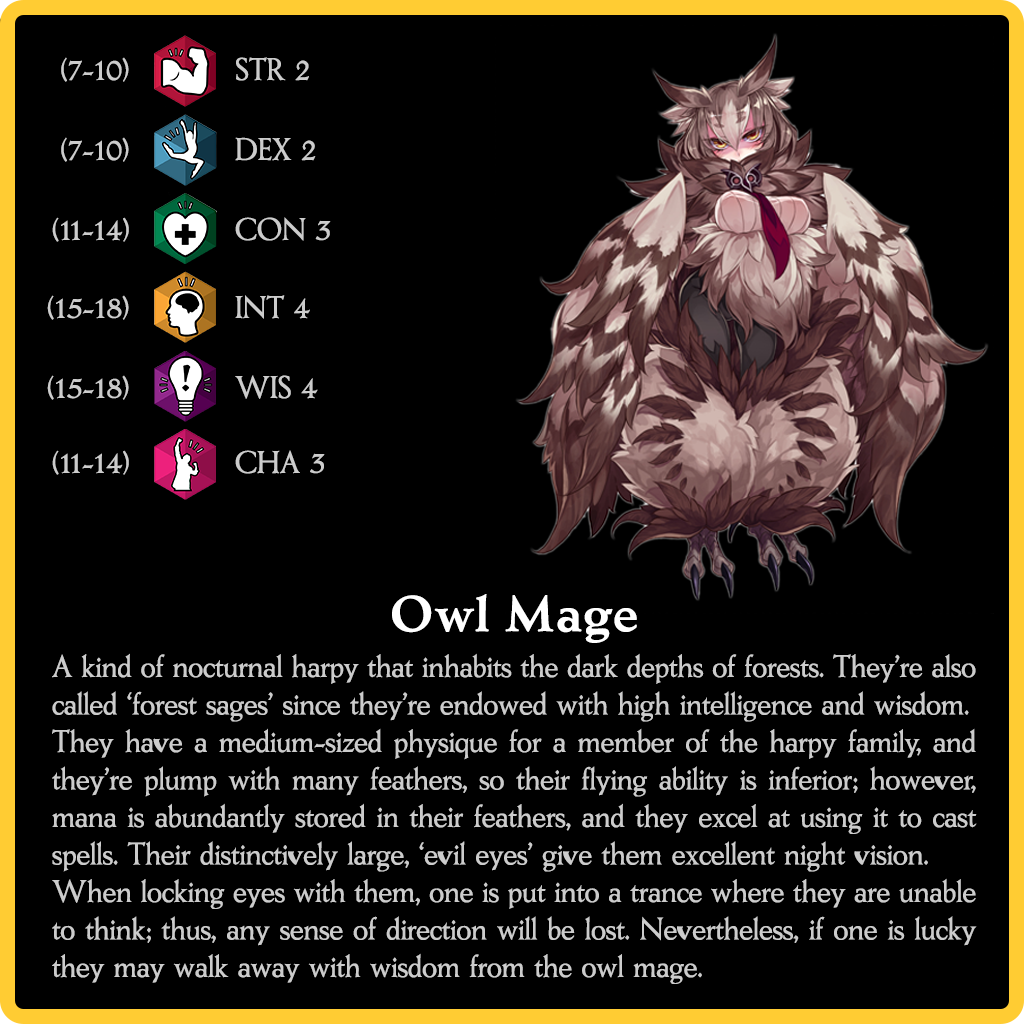 (7-10) STR 2
(7-10) DEX 2
(11-14) CON 3
(15-18) INT 4
(15-18) WIS 4
(11-14) CHA 3
Owl Mage
A kind of nocturnal harpy that inhabits the dark depths of forests. They’re also
called ‘forest sages’ since they’re endowed with high intelligence and wisdom.
They have a medium-sized physique for a member of the harpy family, and
they’re plump with many feathers, so their flying ability is inferior; however,
mana is abundantly stored in their feathers, and they excel at using it to cast
spells. Their distinctively large, ‘evil eyes’ give them excellent night vision.
When locking eyes with them, one is put into a trance where they are unable
to think; thus, any sense of direction will be lost. Nevertheless, if one is lucky
they may walk away with wisdom from the owl mage.